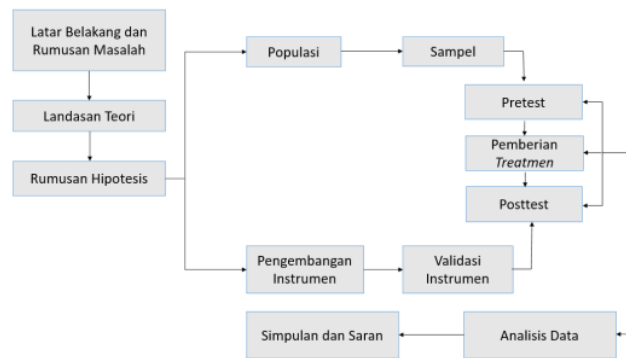 Latar Belakang dan
Rumusan Masalah
Landasan Teori
Rumusan Hipotesis
Populasi
Sampel
Pretest
Pemberian
Treatmen
Posttest
Pengembangan
Instrumen
Validasi
Instrumen
Simpulan dan Saran
Analisis Data